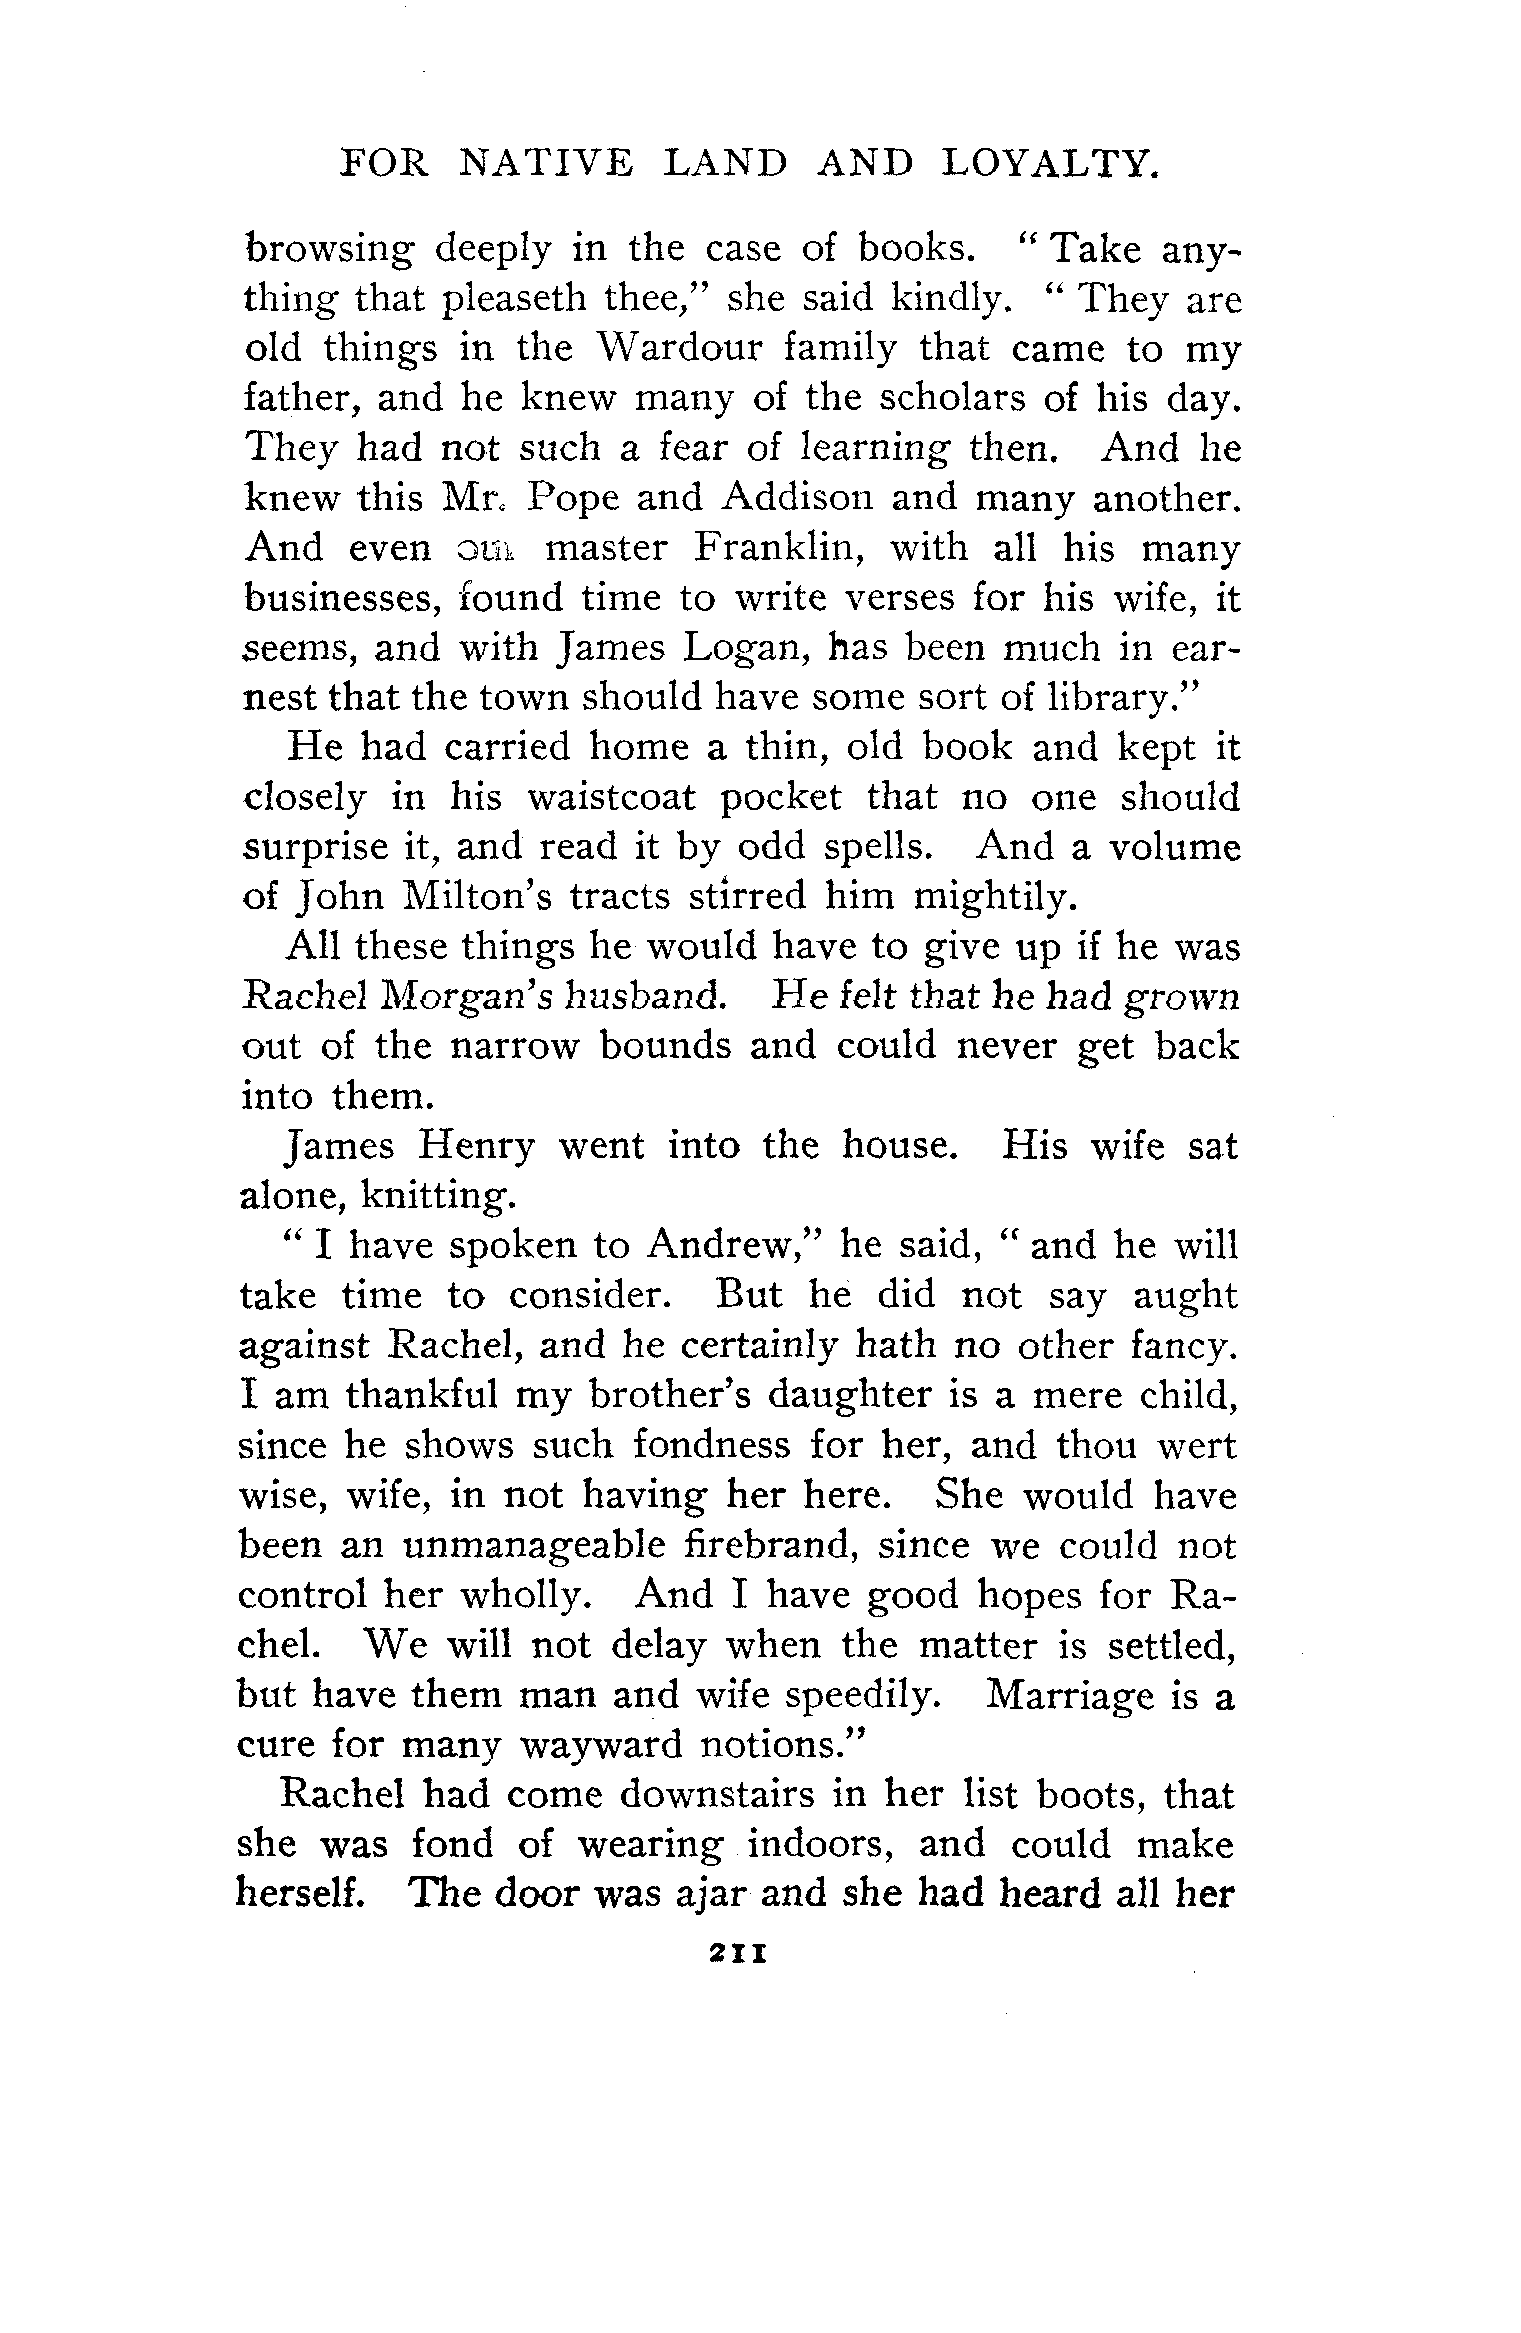 FOR NATIVE LAND AND LOYALTY.
browsing deeply in the case of books. “ Take any-
thing that pleaseth thee,” she said kindly. “ They are
old things in the Wardour family that came to my
father, and he knew many of the scholars of his day.
They had not such a fear of learning then. And he
knew this Mr. Pope and Addison and many another.
And even our master Franklin, with all his many
businesses, found time to write verses for his wife, it
seems, and with James Logan, has been much in ear-
nest that the town should have some sort of library.”
He had carried home a thin, old book and kept it
closely in his waistcoat pocket that no one should
surprise it, and read it by odd spells. And a volume
of John Milton’s tracts stirred him mightily.
All these things he would have to give up if he was
Rachel Morgan’s husband. He felt that he had grown
out of the narrow bounds and could never get back
into them.
James Henry went into the house. His wife sat
alone, knitting.
“ I have spoken to Andrew,” he said, “ and he will
take time to consider. But he did not say aught
against Rachel, and he certainly hath no other fancy.
I am thankful my brother’s daughter is a mere child,
since he shows such fondness for her, and thou wert
wise, wife, in not having her here. She would have
been an unmanageable firebrand, since we could not
control her wholly. And I have good hopes for Ra-
chel. We will not delay when the matter is settled,
but have them man and wife speedily. Marriage is a
cure for many wayward notions.”
Rachel had come downstairs in her list boots, that
she was fond of wearing indoors, and could make
herself. The door was ajar and she had heard all her
211